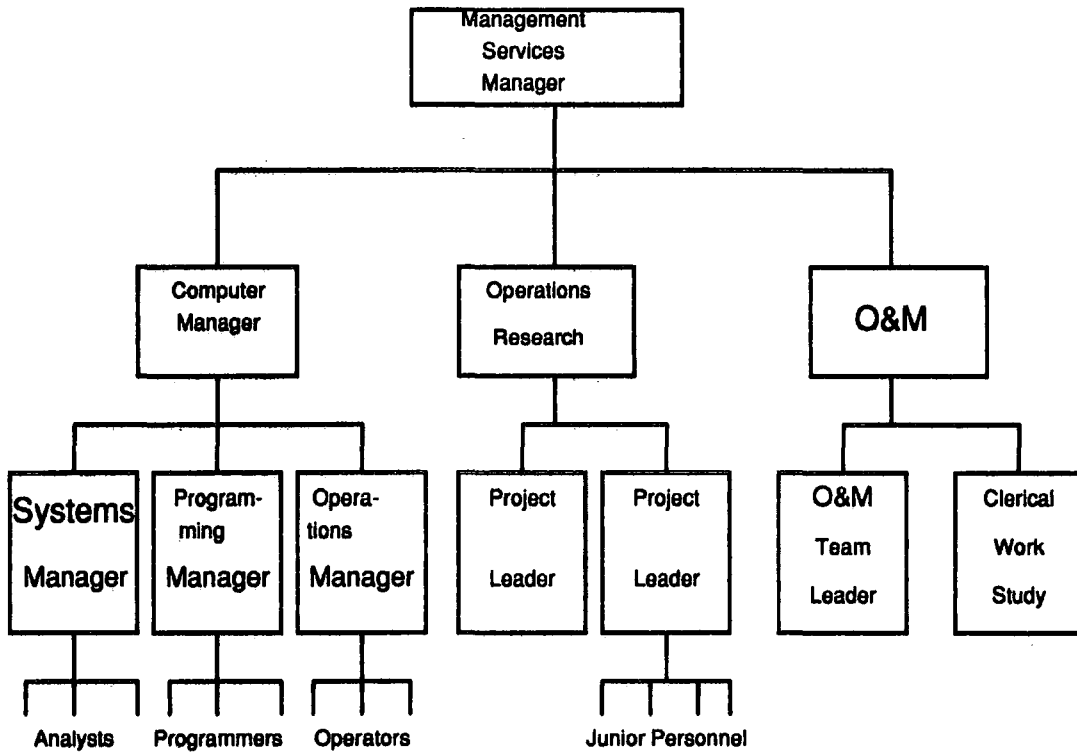 Management
Services
Manager
Computer
Manager
Operations
Research
O&M
Systems
Manager
Program-
ming
Manager
Opera-
tions
Manager
Project
Leader
Project
Leader
O&M
Team
Leader
Clerical
Work
Study
Analysts
Programmers
Operators
Junior Personnel